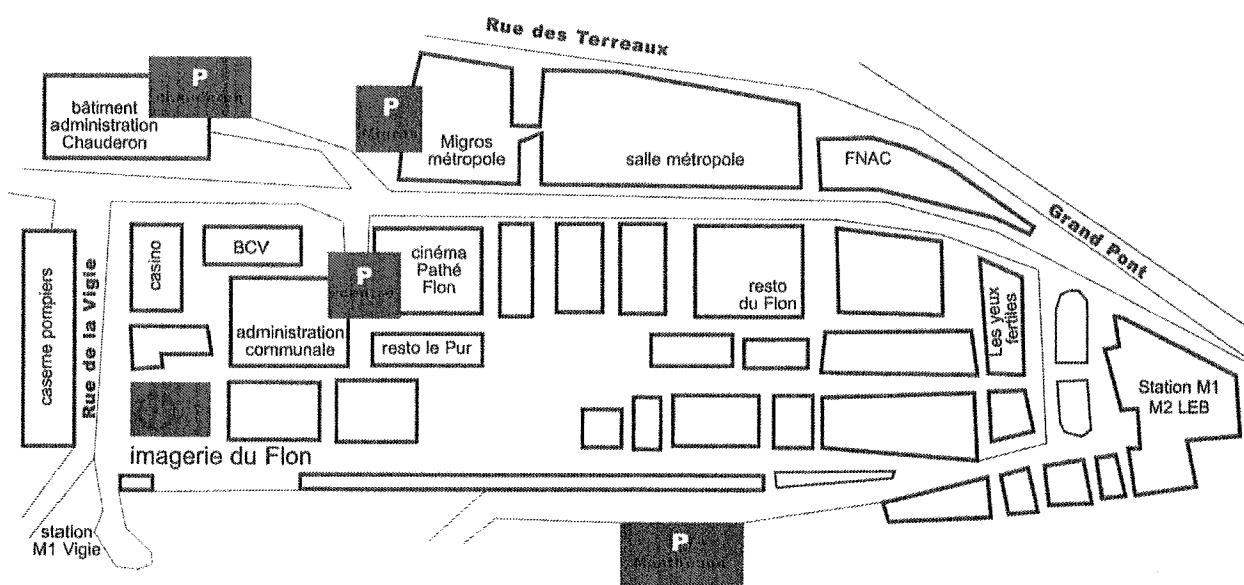 Rue des Terreaux
P
bâtiment
administration
Chauderon
P
Migros
métropole
salle métropole
FNAC
Grand Pont
caserne pompiers
Rue de la Vigie
casino
BCV
P
cinéma
Pathé
Flon
resto
du Flon
Les yeux
fertiles
administration
communale
resto le Pur
Station M1
M2 LEB
imagerie du Flon
station
M1 Vigie
P